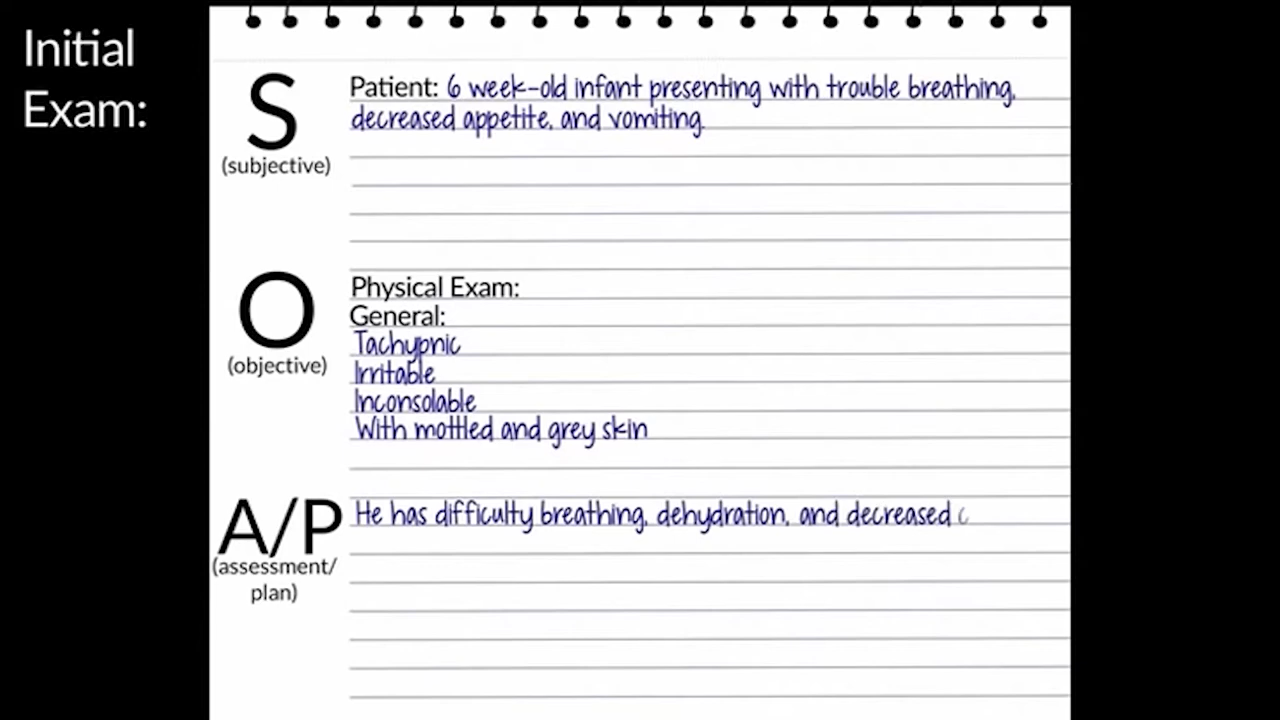 Initial
Exam:
S
(subjective)
Patient: 6 week-old infant presenting with trouble breathing,
decreased appetite, and vomiting.
O
(objective)
Physical Exam:
General:
Tachypnic
Irritable
Inconsolable
With mottled and grey skin
A/P
(assessment/
plan)
He has difficulty breathing, dehydration, and decreased